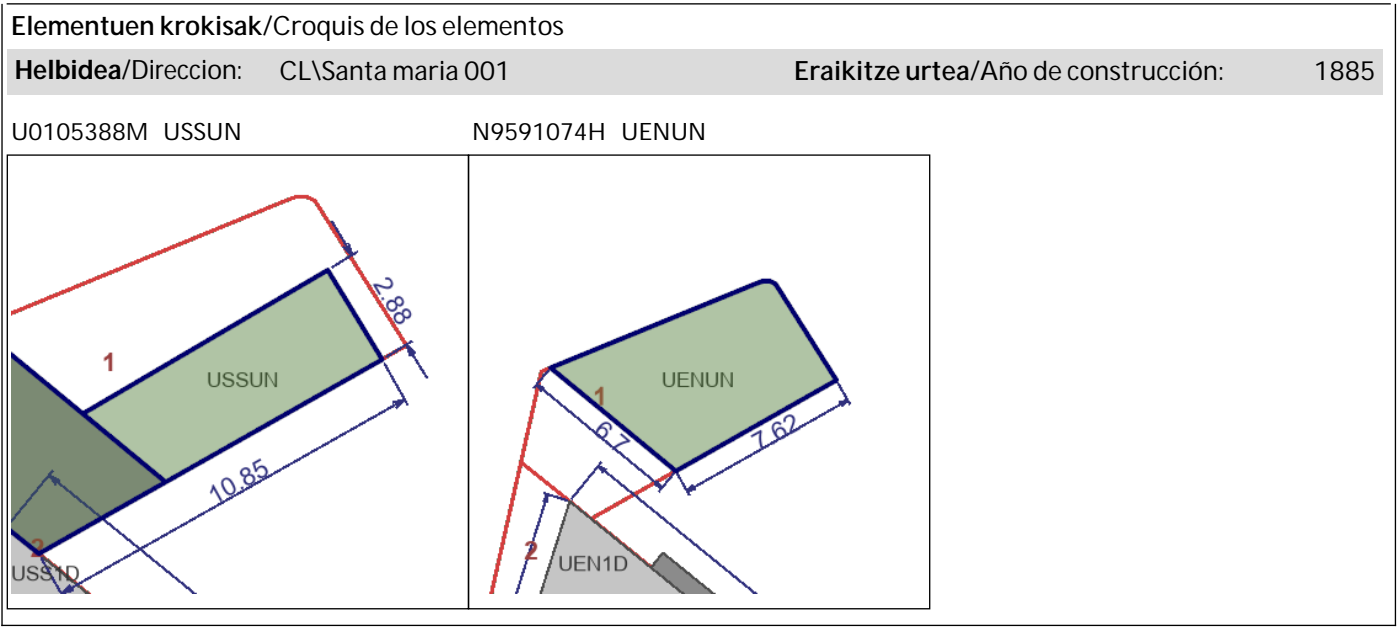 Elementuen krokisak/Croquis de los elementos
Helbidea/Direccion: CL\Santa maria 001 Eraikitze urtea/Año de construcción: 1885
U0105388M USSUN N9591074H UENUN
2.88
1
USSUN
10.85
2
USS1D
UENUN
1
6.7
7.62
2
UEN1D